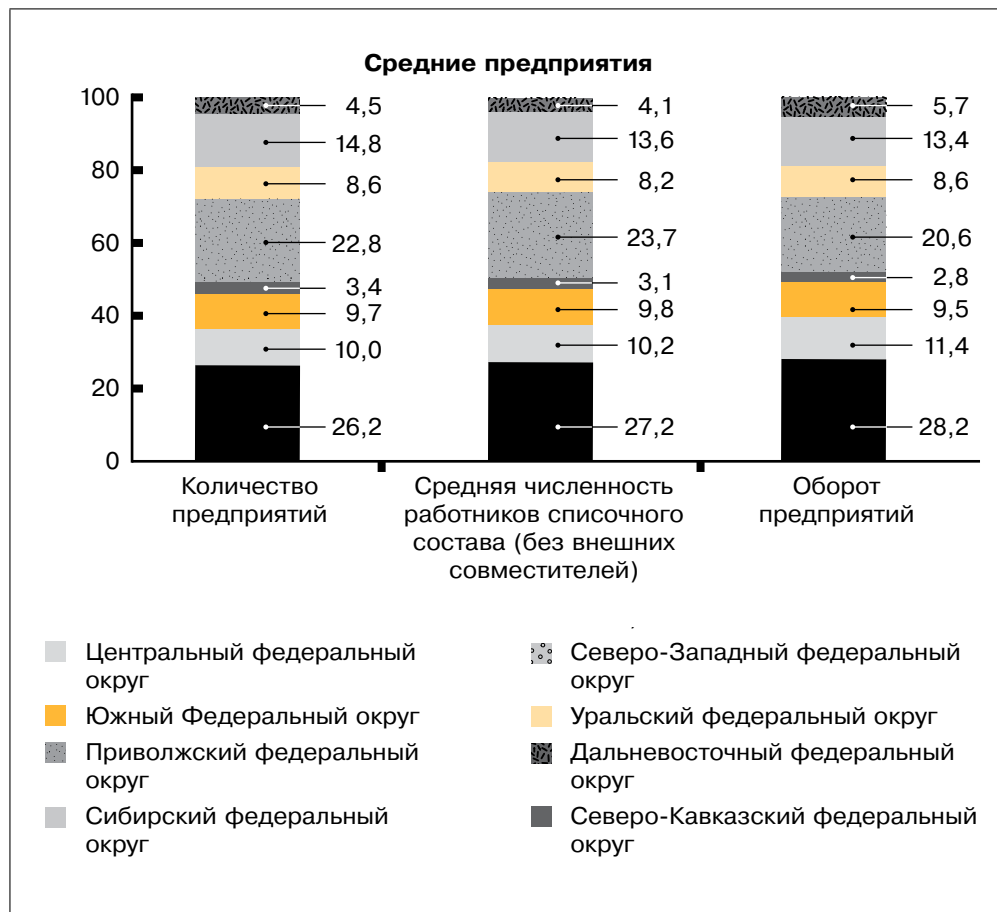 Средние предприятия
100
80
60
40
20
0
4,5
14,8
8,6
22,8
3,4
9,7
10,0
26,2
4,1
13,6
8,2
23,7
3,1
9,8
10,2
27,2
5,7
13,4
8,6
20,6
2,8
9,5
11,4
28,2
Количество
предприятий
Средняя численность
работников списочного
состава (без внешних
совместителей)
Оборот
предприятий
Центральный федеральный
округ
Южный Федеральный округ
Приволжский федеральный
округ
Сибирский федеральный
округ
Северо-Западный федеральный
округ
Уральский федеральный округ
Дальневосточный федеральный
округ
Северо-Кавказский федеральный
округ